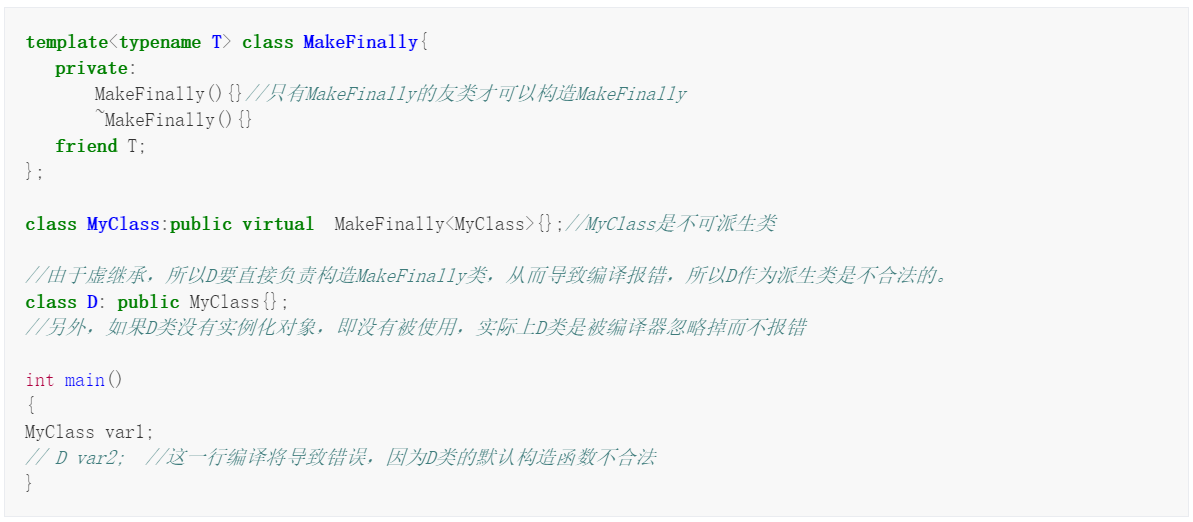 template<typename T> class MakeFinally{
private:
MakeFinally(){}//只有MakeFinally的友类才可以构造MakeFinally
~MakeFinally(){}
friend T;
};
class MyClass:public virtual  MakeFinally<MyClass>{};//MyClass是不可派生类
//由于虚继承，所以D要直接负责构造MakeFinally类，从而导致编译报错，所以D作为派生类是不合法的。
class D: public MyClass{};
//另外，如果D类没有实例化对象，即没有被使用，实际上D类是被编译器忽略掉而不报错
int main()
{
MyClass var1;
// D var2;  //这一行编译将导致错误，因为D类的默认构造函数不合法
}